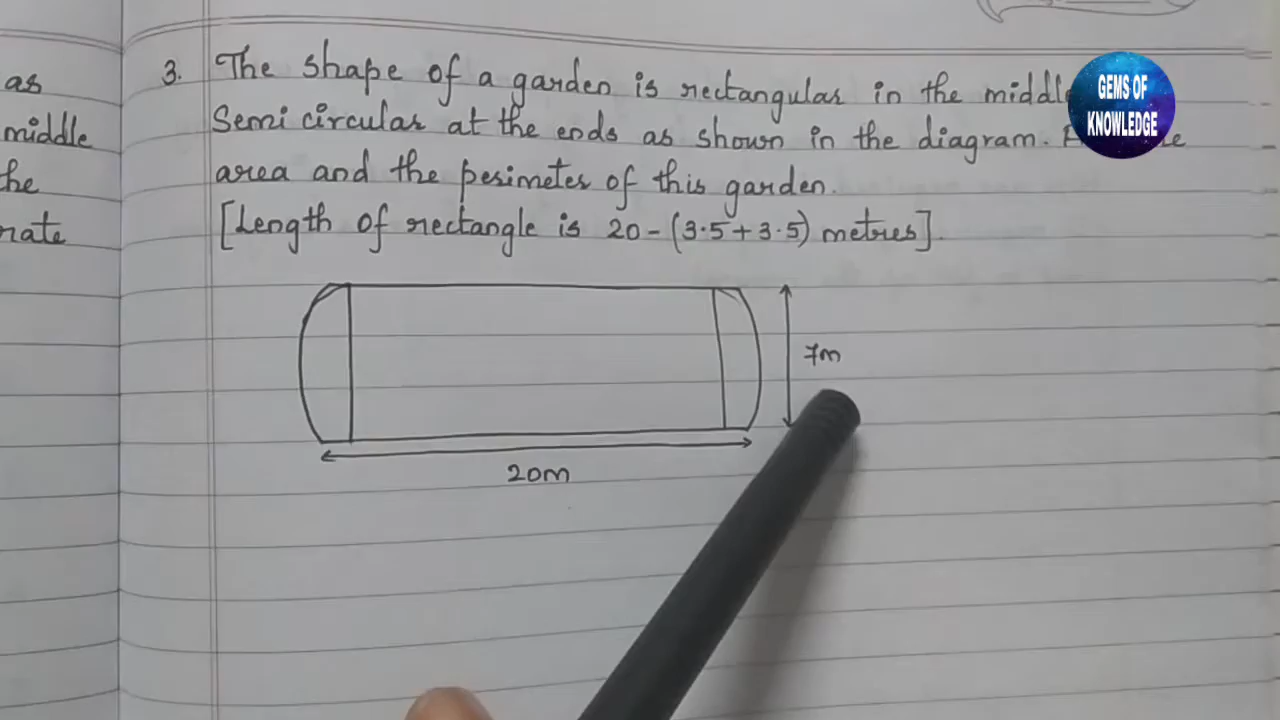 as
middle
he
rate
3. The shape of a garden is rectangular in the middle
Semi circular at the ends as shown in the diagram.
area and the perimeter of this garden.
[Length of rectangle is 20-(3.5+3.5) metres].
7m
20m
GEMS OF
KNOWLEDGE